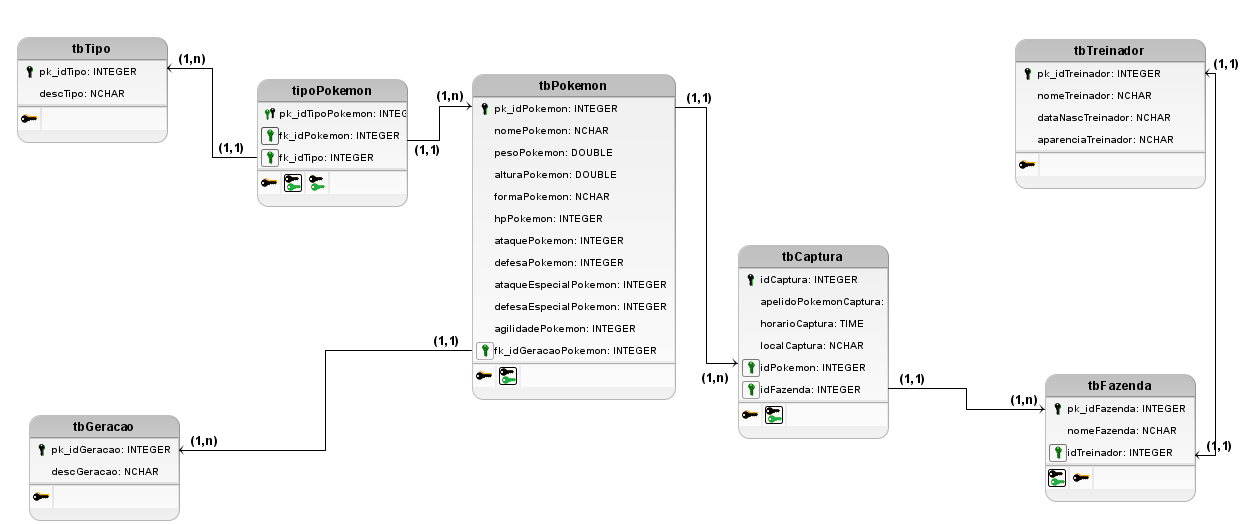 tbTipo
pk_idTipo: INTEGER
descTipo: NCHAR
(1,n)
(1,1)
tipoPokemon
pk_idTipoPokemon: INTEG
fk_idPokemon: INTEGER
fk_idTipo: INTEGER
(1,n)
(1,1)
tbPokemon
pk_idPokemon: INTEGER
nomePokemon: NCHAR
pesoPokemon: DOUBLE
alturaPokemon: DOUBLE
formaPokemon: NCHAR
hpPokemon: INTEGER
ataquePokemon: INTEGER
defesaPokemon: INTEGER
ataqueEspecialPokemon: INTEGER
defesaEspecialPokemon: INTEGER
agilidadePokemon: INTEGER
fk_idGeracaoPokemon: INTEGER
(1,1)
(1,n)
(1,1)
(1,n)
tbGeracao
pk_idGeracao: INTEGER
descGeracao: NCHAR
tbCaptura
idCaptura: INTEGER
apelidoPokemonCaptura:
horarioCaptura: TIME
localCaptura: NCHAR
idPokemon: INTEGER
idFazenda: INTEGER
(1,1)
(1,n)
tbTreinador
pk_idTreinador: INTEGER
nomeTreinador: NCHAR
dataNascTreinador: NCHAR
aparenciaTreinador: NCHAR
(1,1)
(1,1)
tbFazenda
pk_idFazenda: INTEGER
nomeFazenda: NCHAR
idTreinador: INTEGER